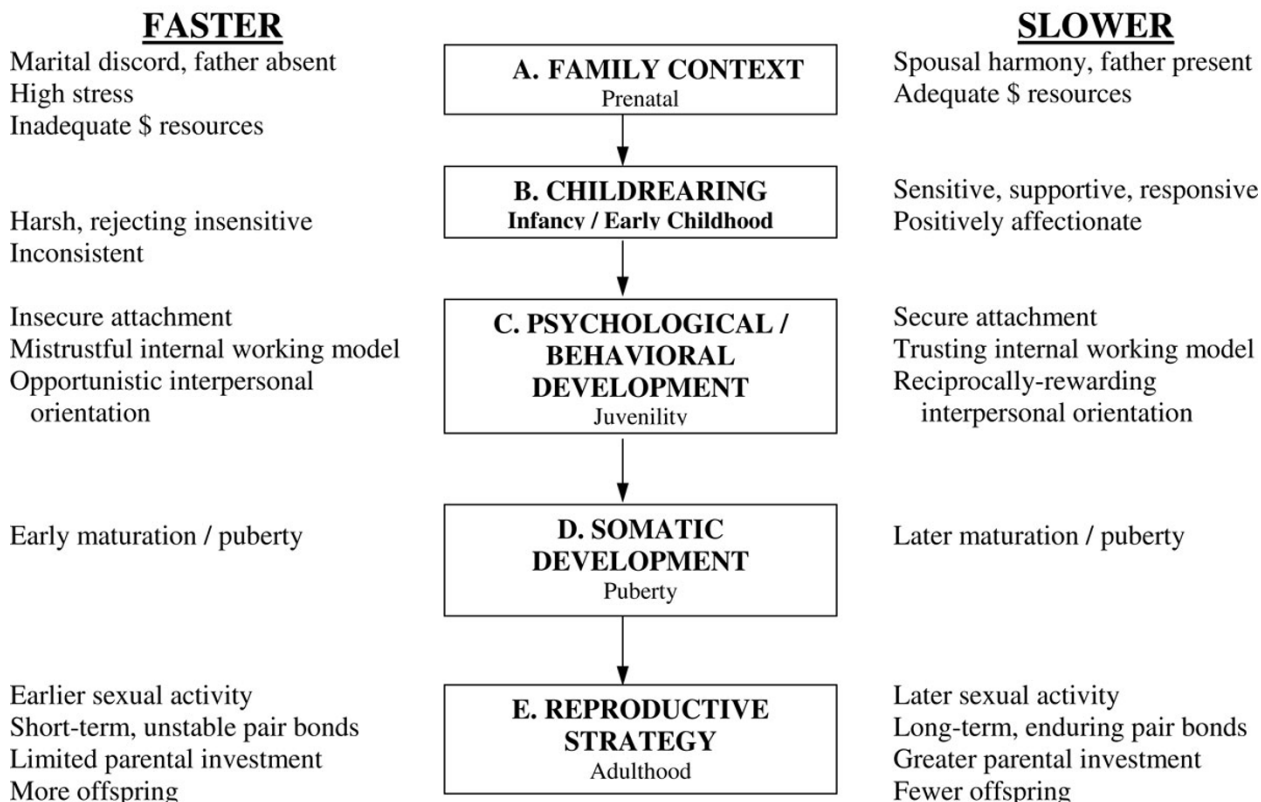 FASTER
Marital discord, father absent
High stress
Inadequate $ resources
A. FAMILY CONTEXT
Prenatal
SLOWER
Spousal harmony, father present
Adequate $ resources
Harsh, rejecting insensitive
Inconsistent
B. CHILDREARING
Infancy / Early Childhood
Sensitive, supportive, responsive
Positively affectionate
Insecure attachment
Mistrustful internal working model
Opportunistic interpersonal
orientation
C. PSYCHOLOGICAL /
BEHAVIORAL
DEVELOPMENT
Juvenility
Secure attachment
Trusting internal working model
Reciprocally-rewarding
interpersonal orientation
Early maturation / puberty
D. SOMATIC
DEVELOPMENT
Puberty
Later maturation / puberty
Earlier sexual activity
Short-term, unstable pair bonds
Limited parental investment
More offspring
E. REPRODUCTIVE
STRATEGY
Adulthood
Later sexual activity
Long-term, enduring pair bonds
Greater parental investment
Fewer offspring